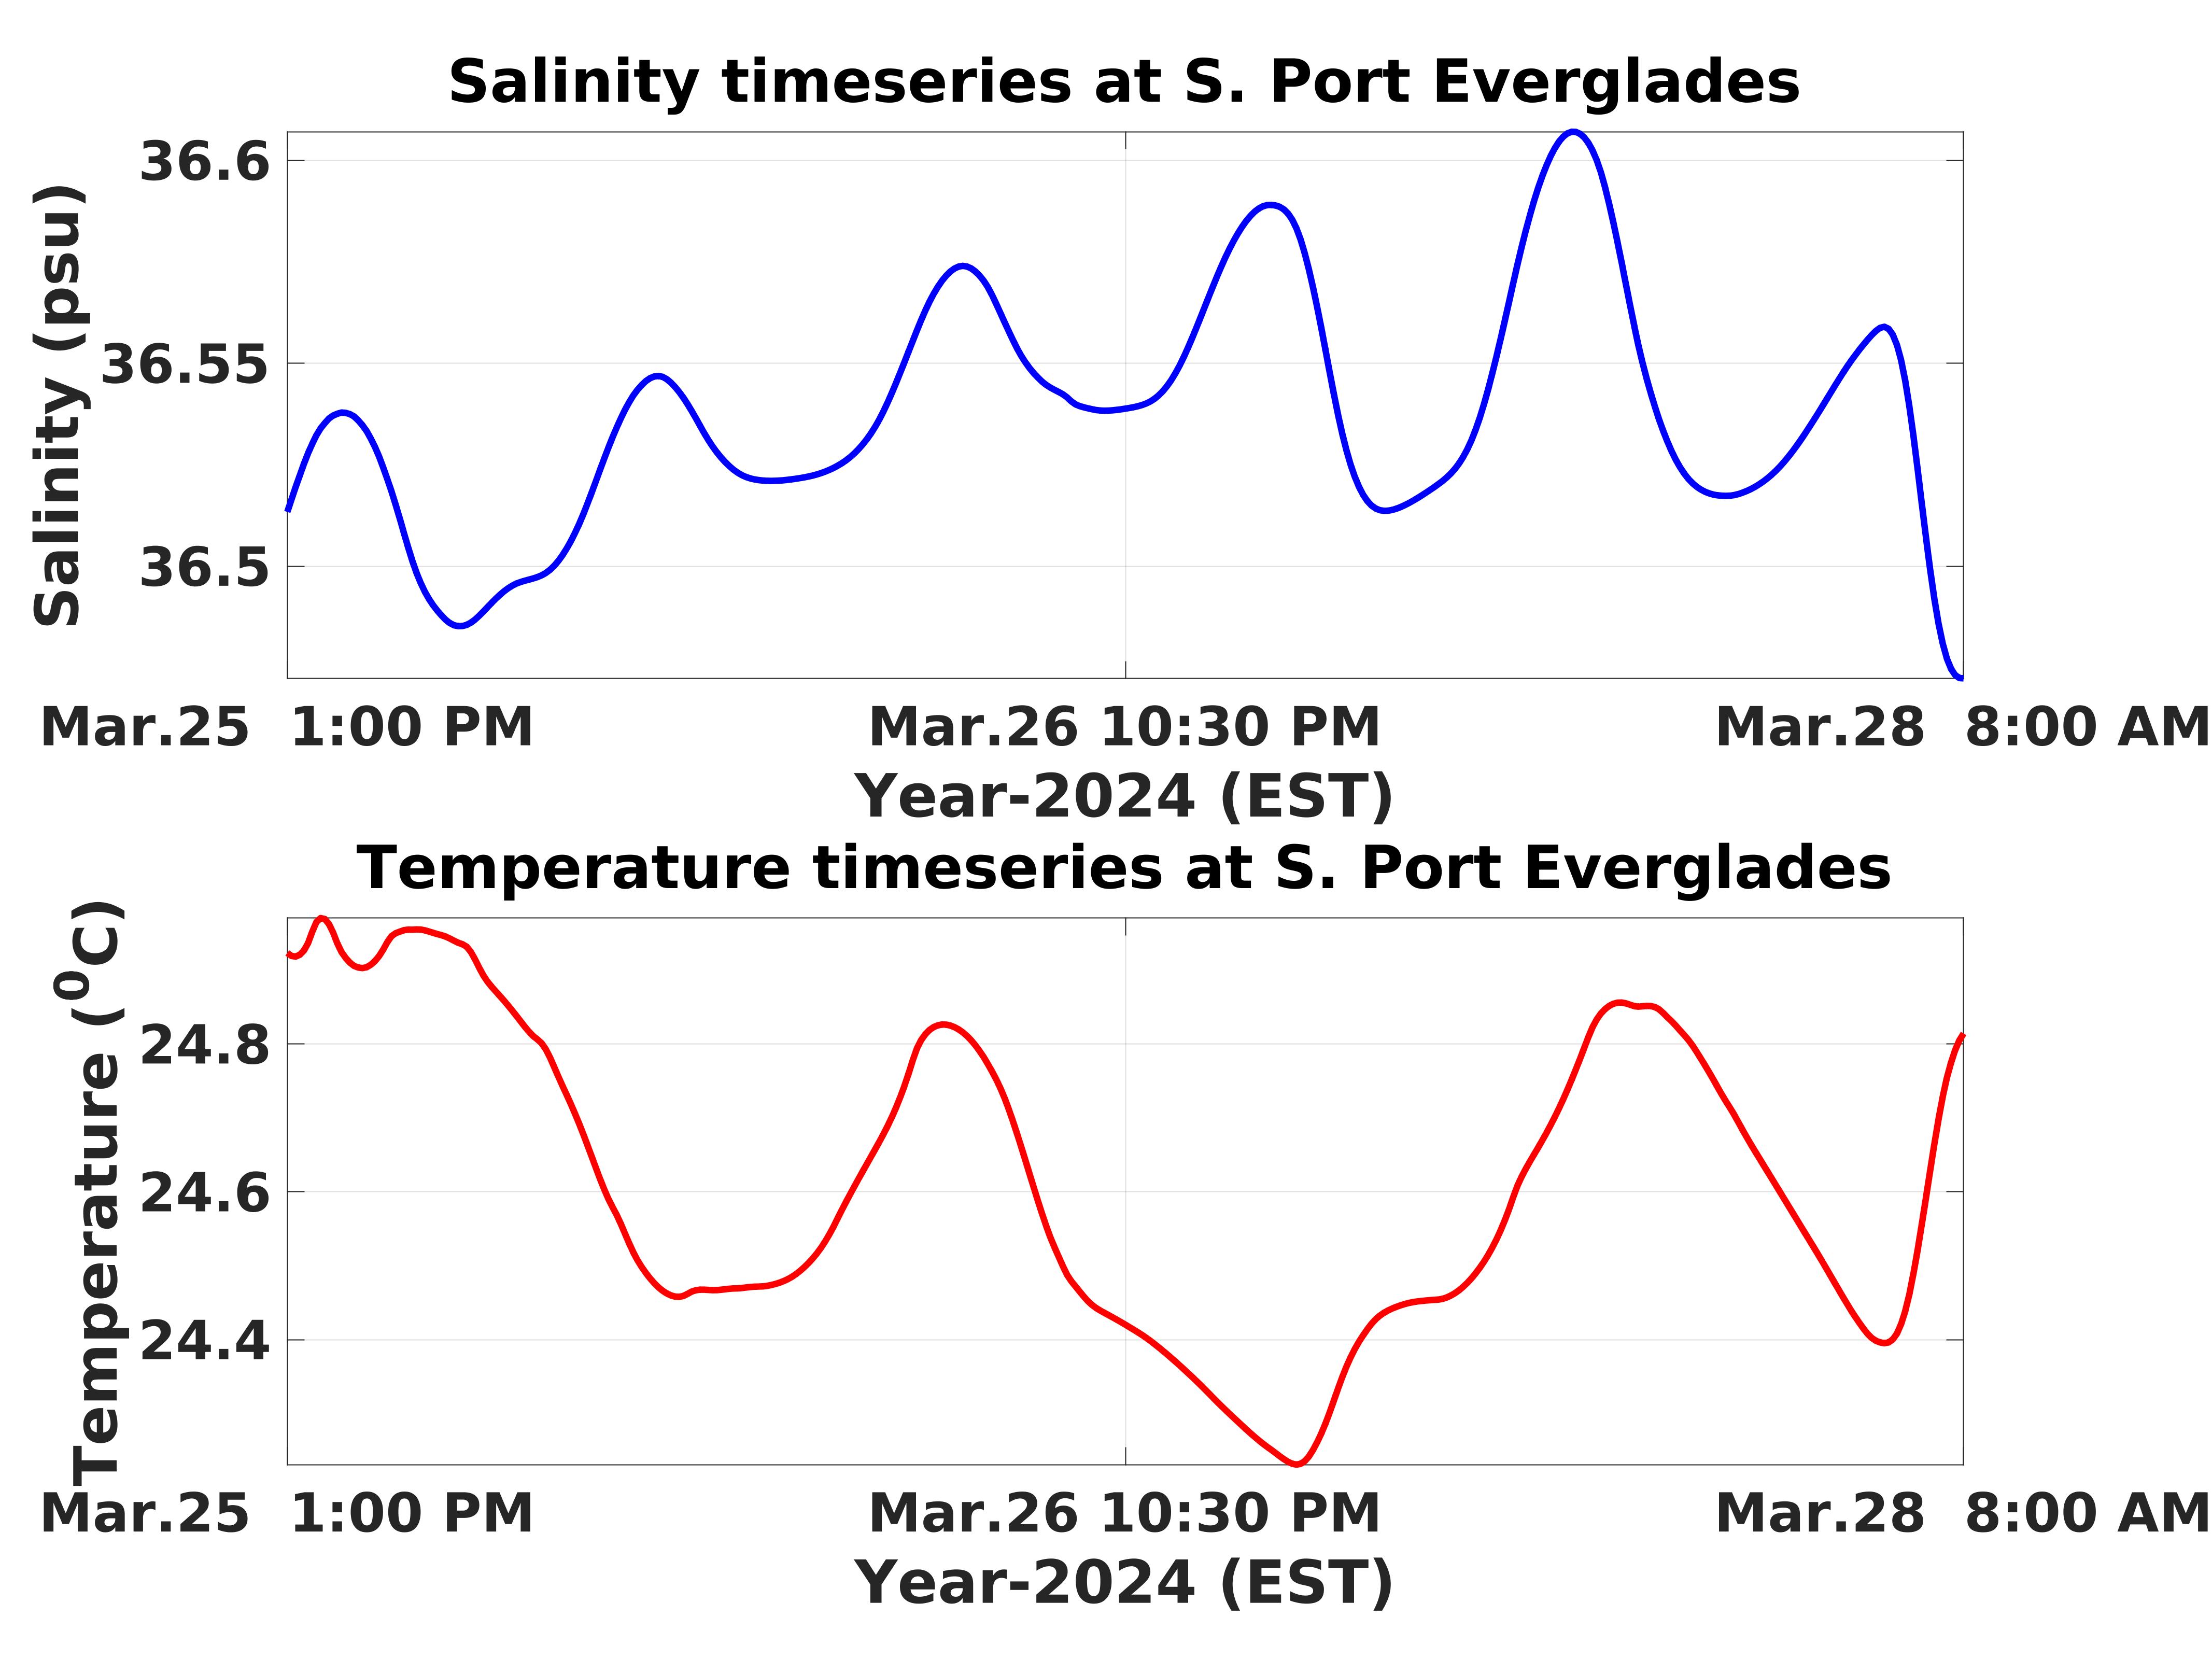 Salinity timeseries at S. Port Everglades
Salinity (psu)
36.6
36.55
36.5
Mar.25  1:00 PM
Mar.26 10:30 PM
Mar.28  8:00 AM
Year-2024 (EST)
Temperature timeseries at S. Port Everglades
Temperature (⁰C)
24.8
24.6
24.4
Mar.25  1:00 PM
Mar.26 10:30 PM
Mar.28  8:00 AM
Year-2024 (EST)